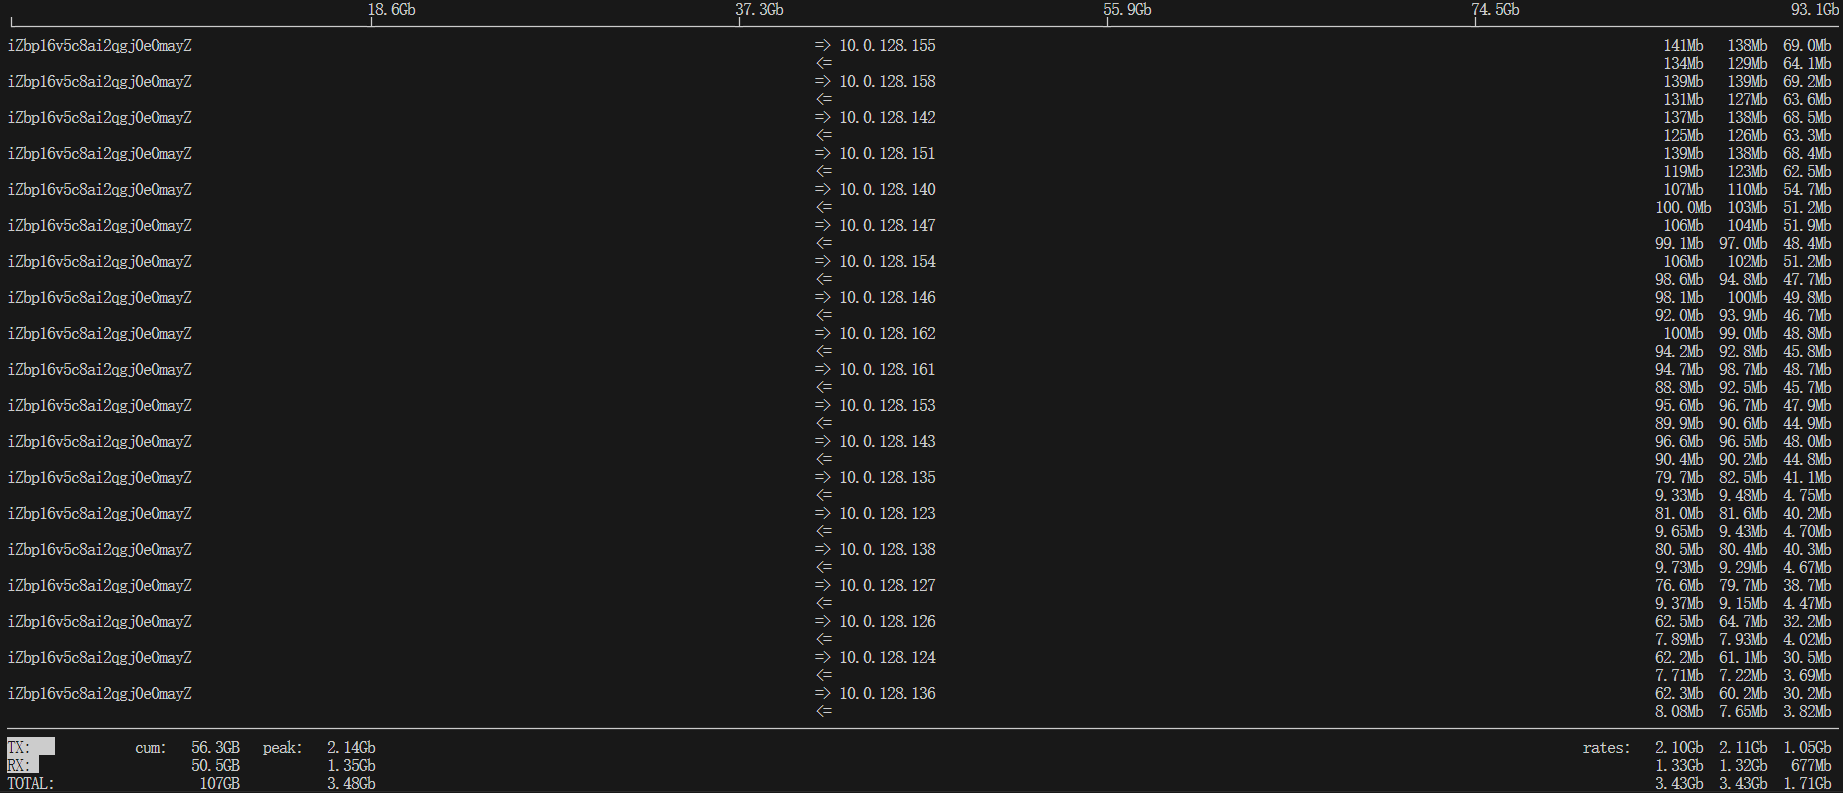 18.6Gb 37.3Gb 55.9Gb 74.5Gb 93.1Gb
iZbp16v5c8ai2qgj0e0mayZ => 10.0.128.155 141Mb 138Mb 69.0Mb
<= 134Mb 129Mb 64.1Mb
iZbp16v5c8ai2qgj0e0mayZ => 10.0.128.158 139Mb 139Mb 69.2Mb
<= 131Mb 127Mb 63.6Mb
iZbp16v5c8ai2qgj0e0mayZ => 10.0.128.142 137Mb 138Mb 68.5Mb
<= 125Mb 126Mb 63.3Mb
iZbp16v5c8ai2qgj0e0mayZ => 10.0.128.151 139Mb 138Mb 68.4Mb
<= 119Mb 123Mb 62.5Mb
iZbp16v5c8ai2qgj0e0mayZ => 10.0.128.140 107Mb 110Mb 54.7Mb
<= 100.0Mb 103Mb 51.2Mb
iZbp16v5c8ai2qgj0e0mayZ => 10.0.128.147 106Mb 104Mb 51.9Mb
<= 99.1Mb 97.0Mb 48.4Mb
iZbp16v5c8ai2qgj0e0mayZ => 10.0.128.154 106Mb 102Mb 51.2Mb
<= 98.6Mb 94.8Mb 47.7Mb
iZbp16v5c8ai2qgj0e0mayZ => 10.0.128.146 98.1Mb 100Mb 49.8Mb
<= 92.0Mb 93.9Mb 46.7Mb
iZbp16v5c8ai2qgj0e0mayZ => 10.0.128.162 100Mb 99.0Mb 48.8Mb
<= 94.2Mb 92.8Mb 45.8Mb
iZbp16v5c8ai2qgj0e0mayZ => 10.0.128.161 94.7Mb 98.7Mb 48.7Mb
<= 88.8Mb 92.5Mb 45.7Mb
iZbp16v5c8ai2qgj0e0mayZ => 10.0.128.153 95.6Mb 96.7Mb 47.9Mb
<= 89.9Mb 90.6Mb 44.9Mb
iZbp16v5c8ai2qgj0e0mayZ => 10.0.128.143 96.6Mb 96.5Mb 48.0Mb
<= 90.4Mb 90.2Mb 44.8Mb
iZbp16v5c8ai2qgj0e0mayZ => 10.0.128.135 79.7Mb 82.5Mb 41.1Mb
<= 9.33Mb 9.48Mb 4.75Mb
iZbp16v5c8ai2qgj0e0mayZ => 10.0.128.123 81.0Mb 81.6Mb 40.2Mb
<= 9.65Mb 9.43Mb 4.70Mb
iZbp16v5c8ai2qgj0e0mayZ => 10.0.128.138 80.5Mb 80.4Mb 40.3Mb
<= 9.73Mb 9.29Mb 4.67Mb
iZbp16v5c8ai2qgj0e0mayZ => 10.0.128.127 76.6Mb 79.7Mb 38.7Mb
<= 9.37Mb 9.15Mb 4.47Mb
iZbp16v5c8ai2qgj0e0mayZ => 10.0.128.126 62.5Mb 64.7Mb 32.2Mb
<= 7.89Mb 7.93Mb 4.02Mb
iZbp16v5c8ai2qgj0e0mayZ => 10.0.128.124 62.2Mb 61.1Mb 30.5Mb
<= 7.71Mb 7.22Mb 3.69Mb
iZbp16v5c8ai2qgj0e0mayZ => 10.0.128.136 62.3Mb 60.2Mb 30.2Mb
<= 8.08Mb 7.65Mb 3.82Mb
TX: cum: 56.3GB peak: 2.14Gb rates: 2.10Gb 2.11Gb 1.05Gb
RX: 50.5GB 1.35Gb 1.33Gb 1.32Gb 677Mb
TOTAL: 107GB 3.48Gb 3.43Gb 3.43Gb 1.71Gb